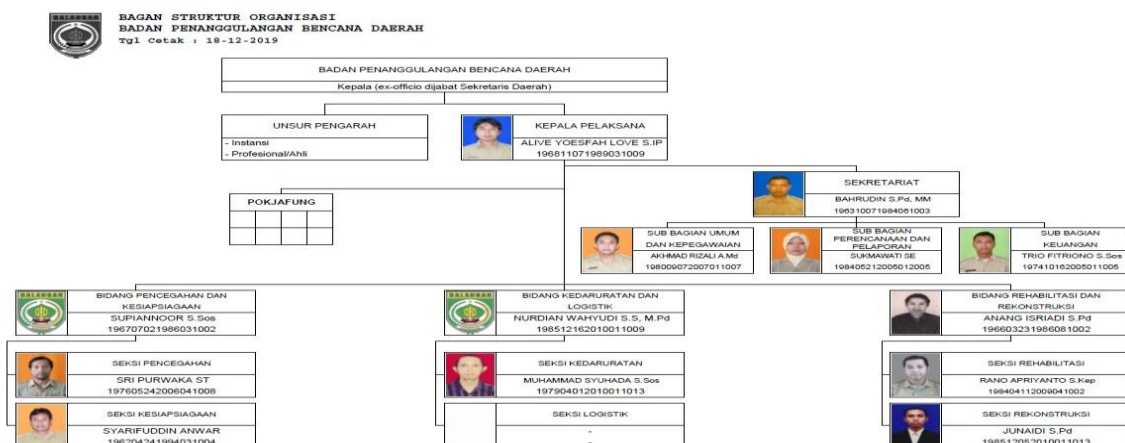 BAGAN STRUKTUR ORGANISASI
BADAN PENANGGULANGAN BENCANA DAERAH
Tgl Cetak : 18-12-2019
BADAN PENANGGULANGAN BENCANA DAERAH
Kepala (ex-officio dijabat Sekretaris Daerah)
UNSUR PENGARAH
- Instansi
- Profesional/Ahli
KEPALA PELAKSANA
ALIVE YOESFAH LOVE S.IP
196811071989031009
POKJAFUNG
SEKRETARIAT
BAHRUDIN S.Pd, MM
196310071984061003
SUB BAGIAN UMUM
DAN KEPEGAWAIAN
AKHMAD RIZALI A.Md
198009072007011007
SUB BAGIAN
PERENCANAAN DAN
PELAPORAN
SUKMAWATI SE
198405212005012005
SUB BAGIAN
KEUANGAN
TRIO FITRIONO S.Sos
197410162005011005
BALANGAN
BIDANG PENCEGAHAN DAN
KESIAPSIAGAAN
SUPIANNOOR S.Sos
196707021986031002
BALANGAN
BIDANG KEDARURATAN DAN
LOGISTIK
NURDIAN WAHYUDI S.S, M.Pd
198512162010011009
BIDANG REHABILITASI DAN
REKONSTRUKSI
ANANG ISRIADI S.Pd
196603231986081002
SEKSI PENCEGAHAN
SRI PURWAKA ST
197605242006041008
SEKSI KEDARURATAN
MUHAMMAD SYUHADA S.Sos
197904012010011013
SEKSI REHABILITASI
RANO APRIYANTO S.Kep
198404112009041002
SEKSI KESIAPSIAGAAN
SYARIFUDDIN ANWAR
196204241994031004
SEKSI LOGISTIK
-
-
SEKSI REKONSTRUKSI
JUNAIDI S.Pd
198512052010011013